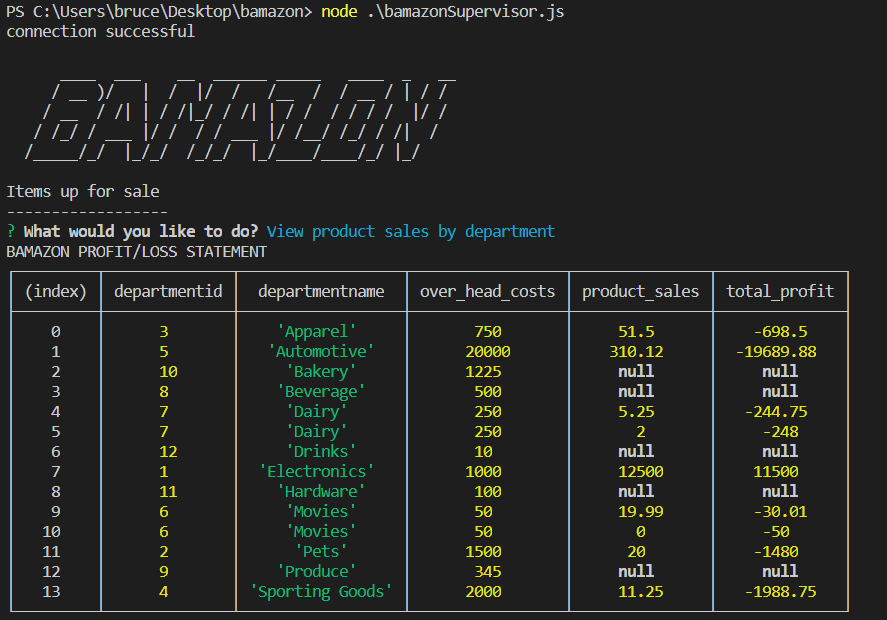 PS C:\Users\bruce\Desktop\bamazon> node .\bamazonSupervisor.js
connection successful
BAMAZON
Items up for sale
------------------
? What would you like to do? View product sales by department
BAMAZON PROFIT/LOSS STATEMENT
(index) departmentid departmentname over_head_costs product_sales total_profit
0 3 'Apparel' 750 51.5 -698.5
1 5 'Automotive' 20000 310.12 -19689.88
2 10 'Bakery' 1225 null null
3 8 'Beverage' 500 null null
4 7 'Dairy' 250 5.25 -244.75
5 7 'Dairy' 250 2 -248
6 12 'Drinks' 10 null null
7 1 'Electronics' 1000 12500 11500
8 11 'Hardware' 100 null null
9 6 'Movies' 50 19.99 -30.01
10 6 'Movies' 50 0 -50
11 2 'Pets' 1500 20 -1480
12 9 'Produce' 345 null null
13 4 'Sporting Goods' 2000 11.25 -1988.75